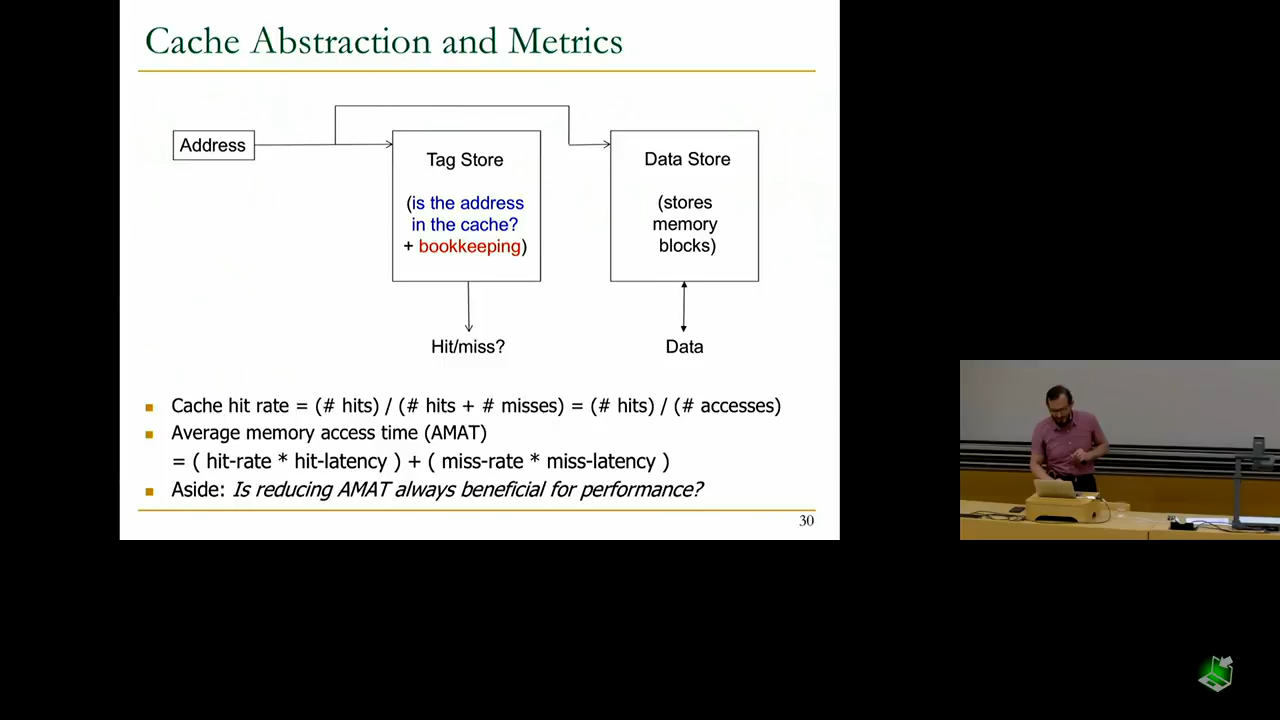 Cache Abstraction and Metrics
Address
Tag Store
(is the address
in the cache?
+ bookkeeping)
Data Store
(stores
memory
blocks)
Hit/miss?
Data
Cache hit rate = (# hits) / (# hits + # misses) = (# hits) / (# accesses)
Average memory access time (AMAT)
= ( hit-rate * hit-latency ) + ( miss-rate * miss-latency )
Aside: Is reducing AMAT always beneficial for performance?
30